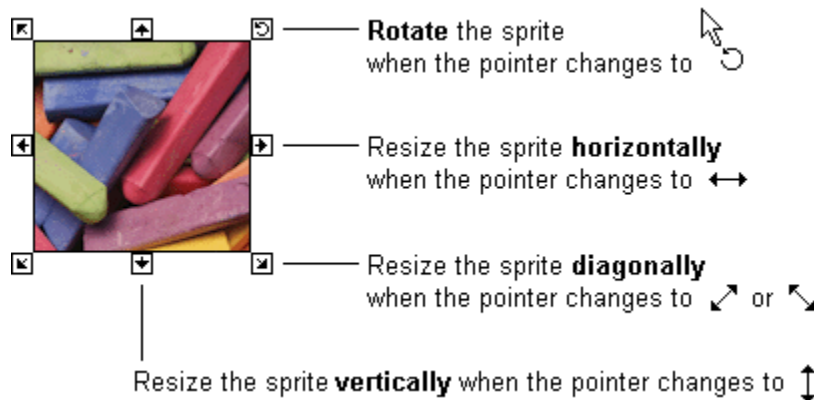 Rotate the sprite
when the pointer changes to
Resize the sprite horizontally
when the pointer changes to
Resize the sprite diagonally
when the pointer changes to or
Resize the sprite vertically when the pointer changes to